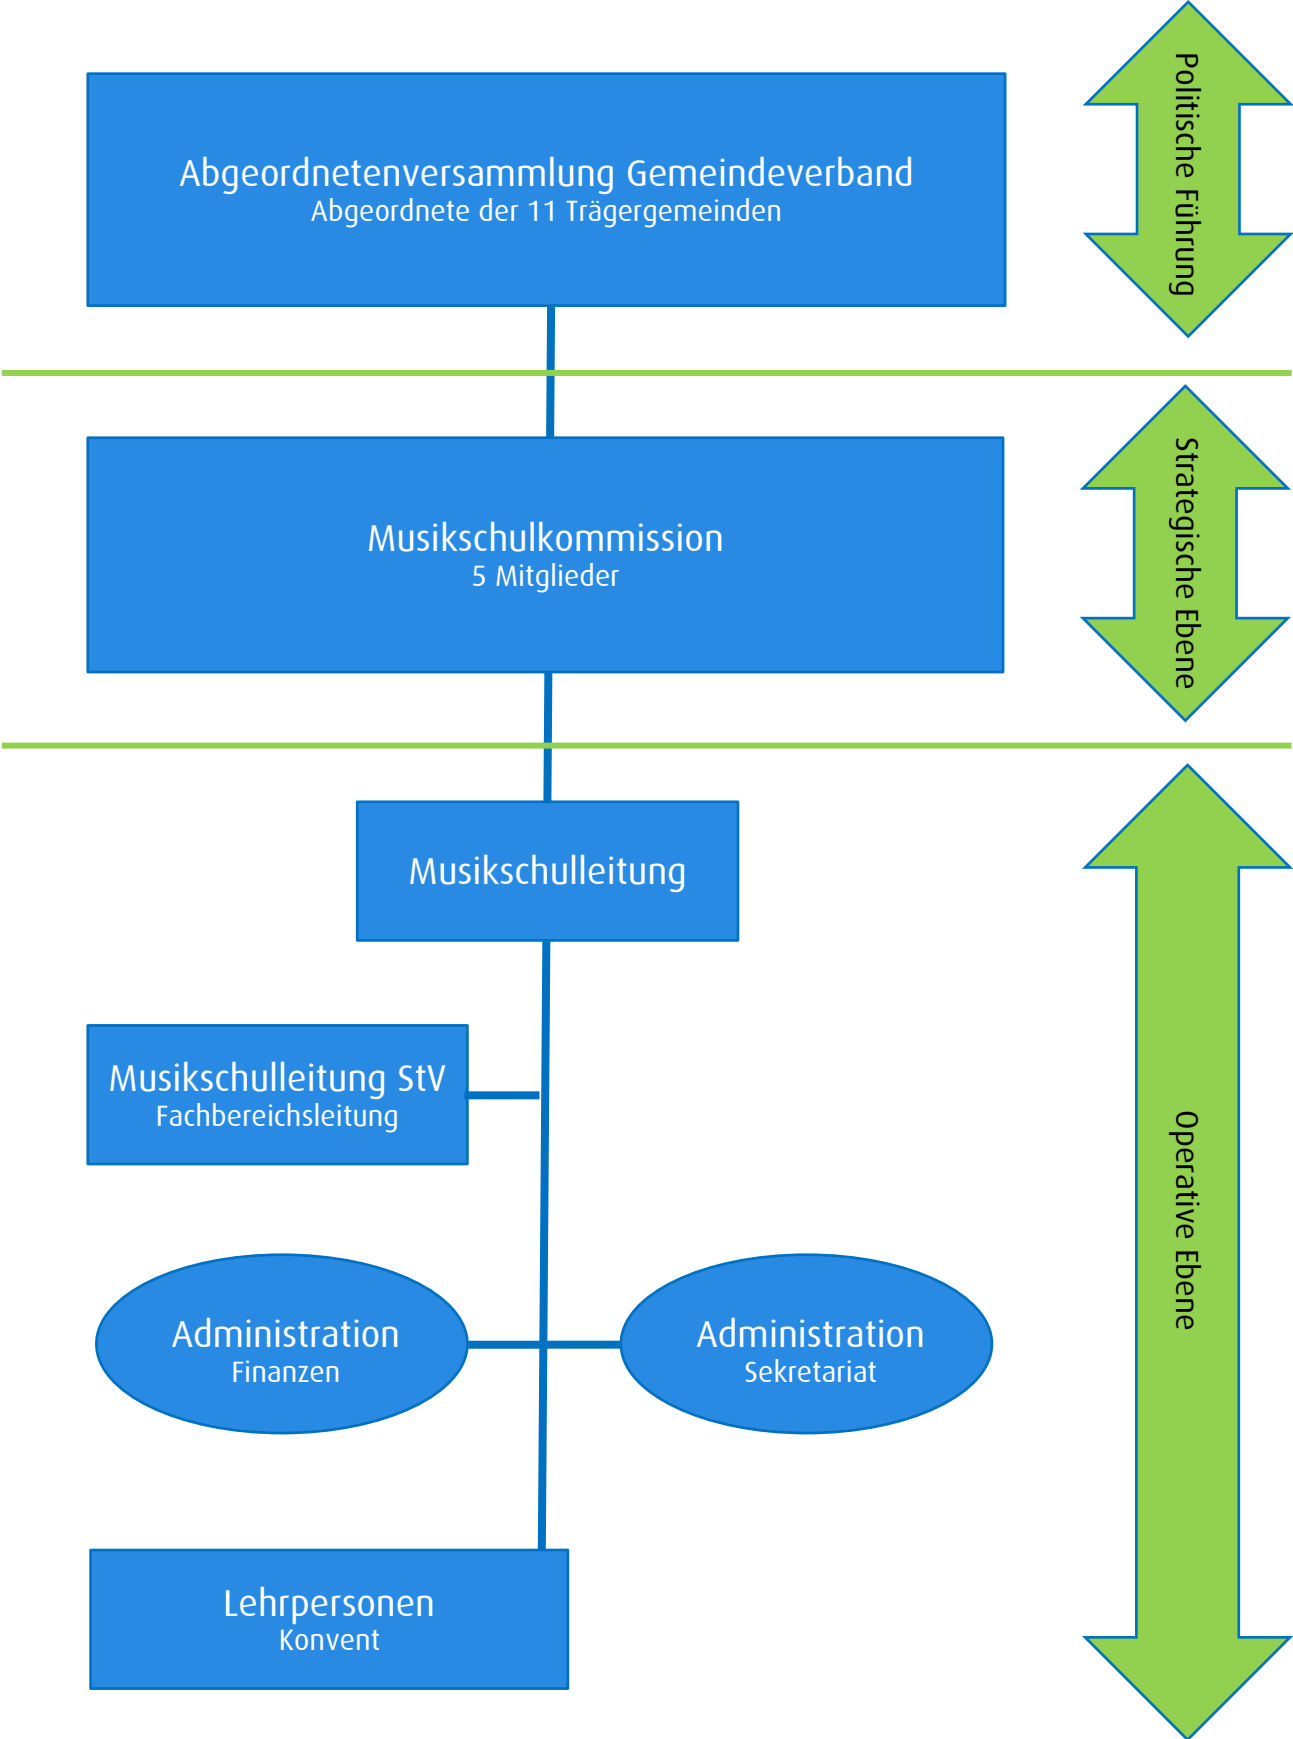 Abgeordnetenversammlung Gemeindeverband
Abgeordnete der 11 Trägergemeinden
Politische Führung
Musikschulkommission
5 Mitglieder
Strategische Ebene
Musikschulleitung
Musikschulleitung StV
Fachbereichsleitung
Administration
Finanzen
Administration
Sekretariat
Lehrpersonen
Konvent
Operative Ebene